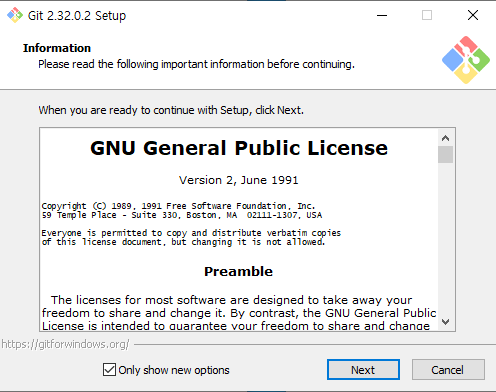 Git 2.32.0.2 Setup
Information
Please read the following important information before continuing.
When you are ready to continue with Setup, click Next.
GNU General Public License
Version 2, June 1991
Copyright (C) 1989, 1991 Free Software Foundation, Inc.
59 Temple Place - Suite 330, Boston, MA  02111-1307, USA
Everyone is permitted to copy and distribute verbatim copies
of this license document, but changing it is not allowed.
Preamble
The licenses for most software are designed to take away your
freedom to share and change it. By contrast, the GNU General Public
License is intended to guarantee your freedom to share and change
https://gitforwindows.org/
Only show new options
Next
Cancel